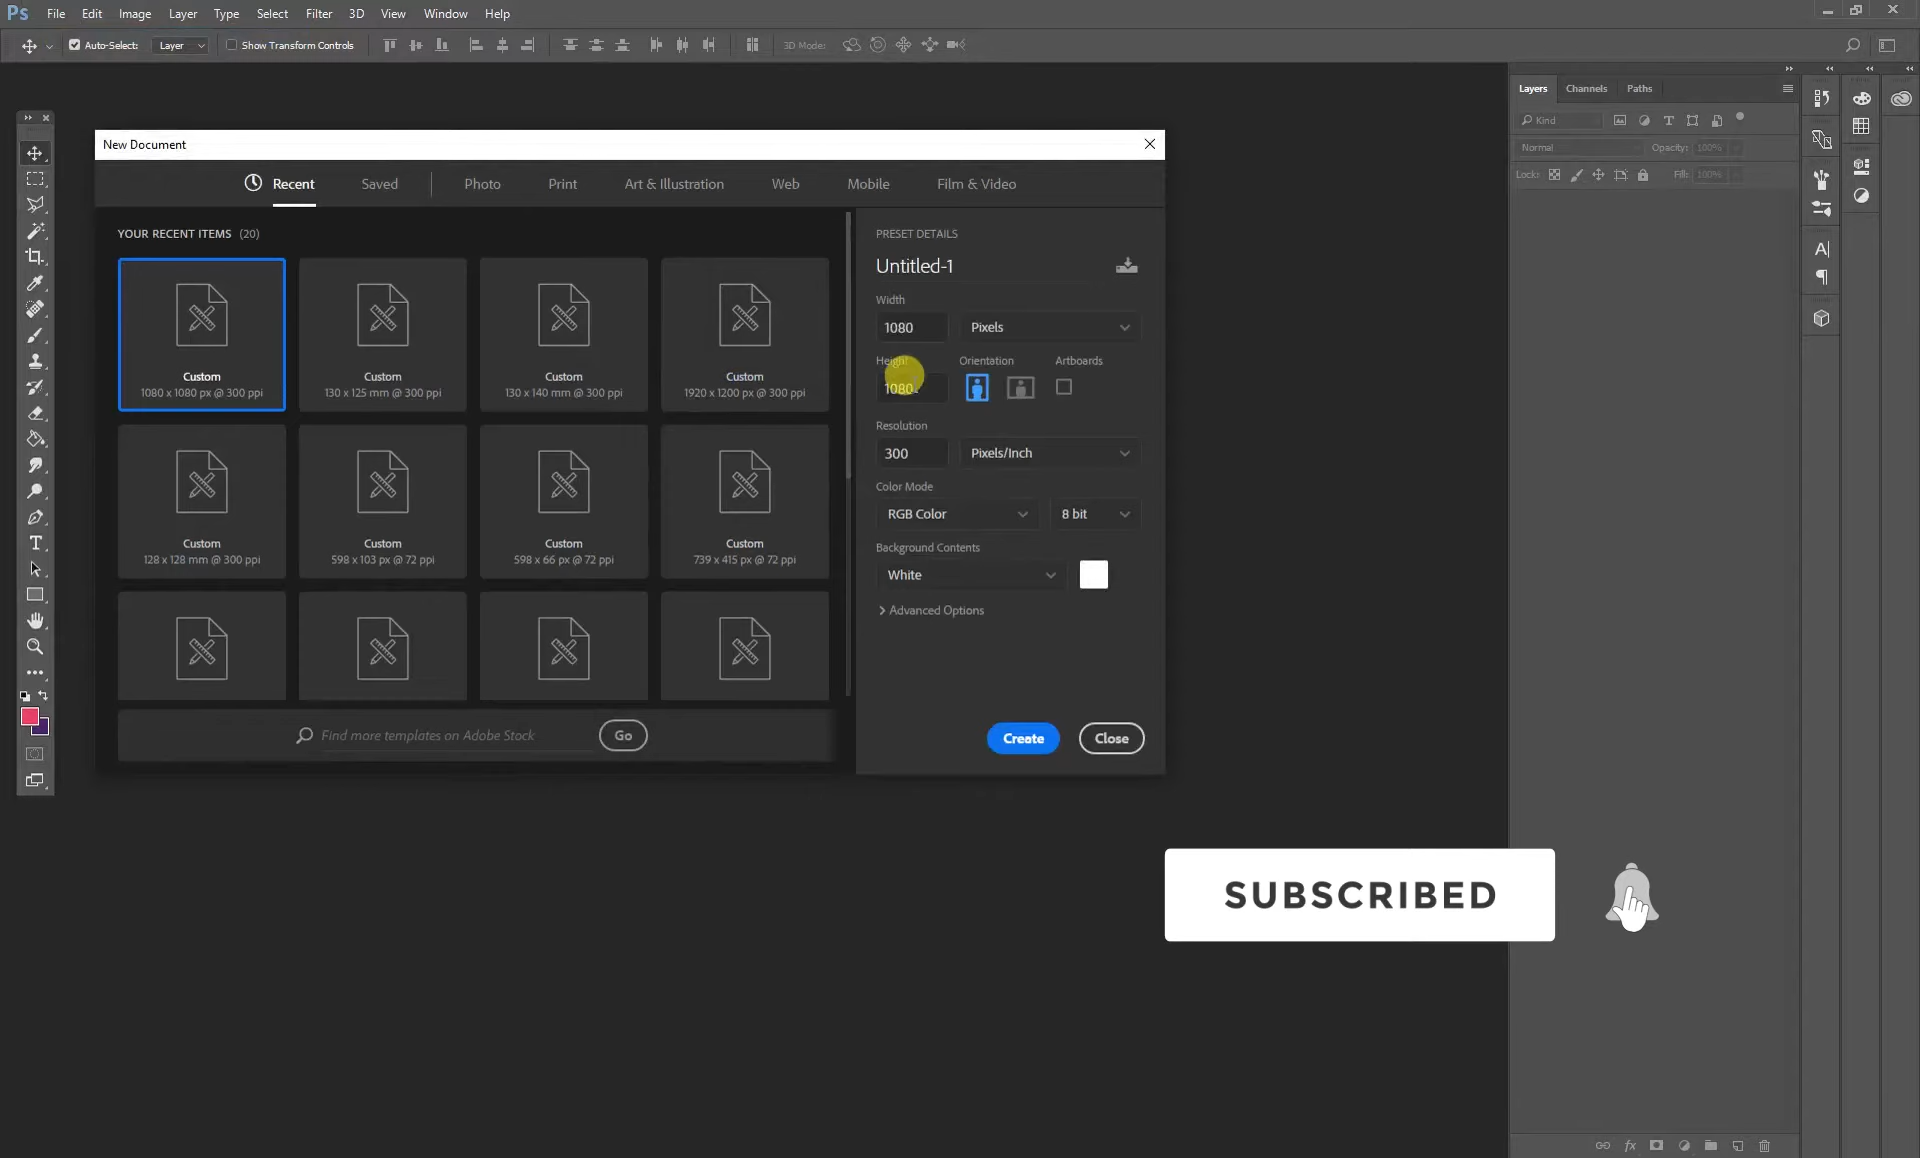 Ps File Edit Image Layer Type Select Filter 3D View Window Help
Auto-Select: Layer Show Transform Controls 3D Mode:
New Document
Recent Saved Photo Print Art & Illustration Web Mobile Film & Video
YOUR RECENT ITEMS (20)
Custom
1080 x 1080 px @ 300 ppi
Custom
130 x 125 mm @ 300 ppi
Custom
130 x 140 mm @ 300 ppi
Custom
1920 x 1200 px @ 300 ppi
Custom
128 x 128 mm @ 300 ppi
Custom
598 x 103 px @ 72 ppi
Custom
598 x 66 px @ 72 ppi
Custom
739 x 415 px @ 72 ppi
Find more templates on Adobe Stock Go
PRESET DETAILS
Untitled-1
Width
1080 Pixels
Height Orientation Artboards
1080
Resolution
300 Pixels/Inch
Color Mode
RGB Color 8 bit
Background Contents
White
Advanced Options
Create Close
Layers Channels Paths
Kind
Normal Opacity: 100%
Lock: Fill: 100%
SUBSCRIBED